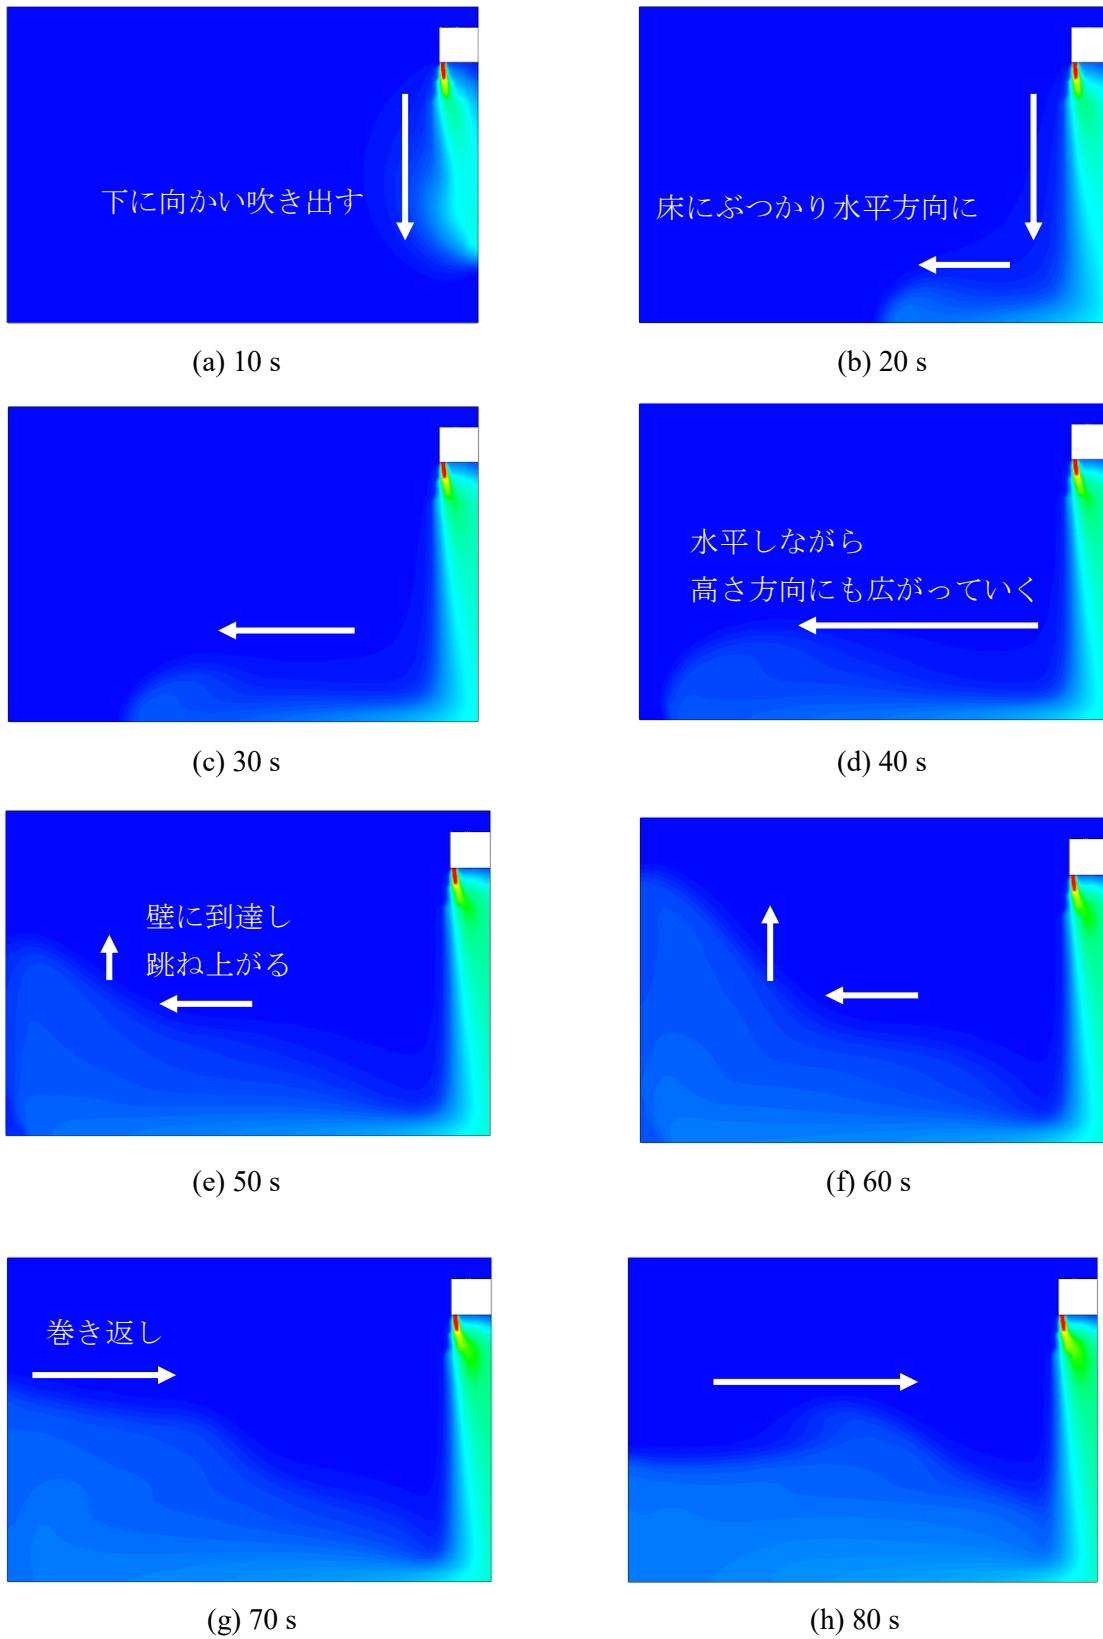 下に向かい吹き出す
床にぶつかり水平方向に
(a) 10 s
(b) 20 s
水平しながら
高さ方向にも広がっていく
(c) 30 s
(d) 40 s
壁に到達し
跳ね上がる
(e) 50 s
(f) 60 s
巻き返し
(g) 70 s
(h) 80 s